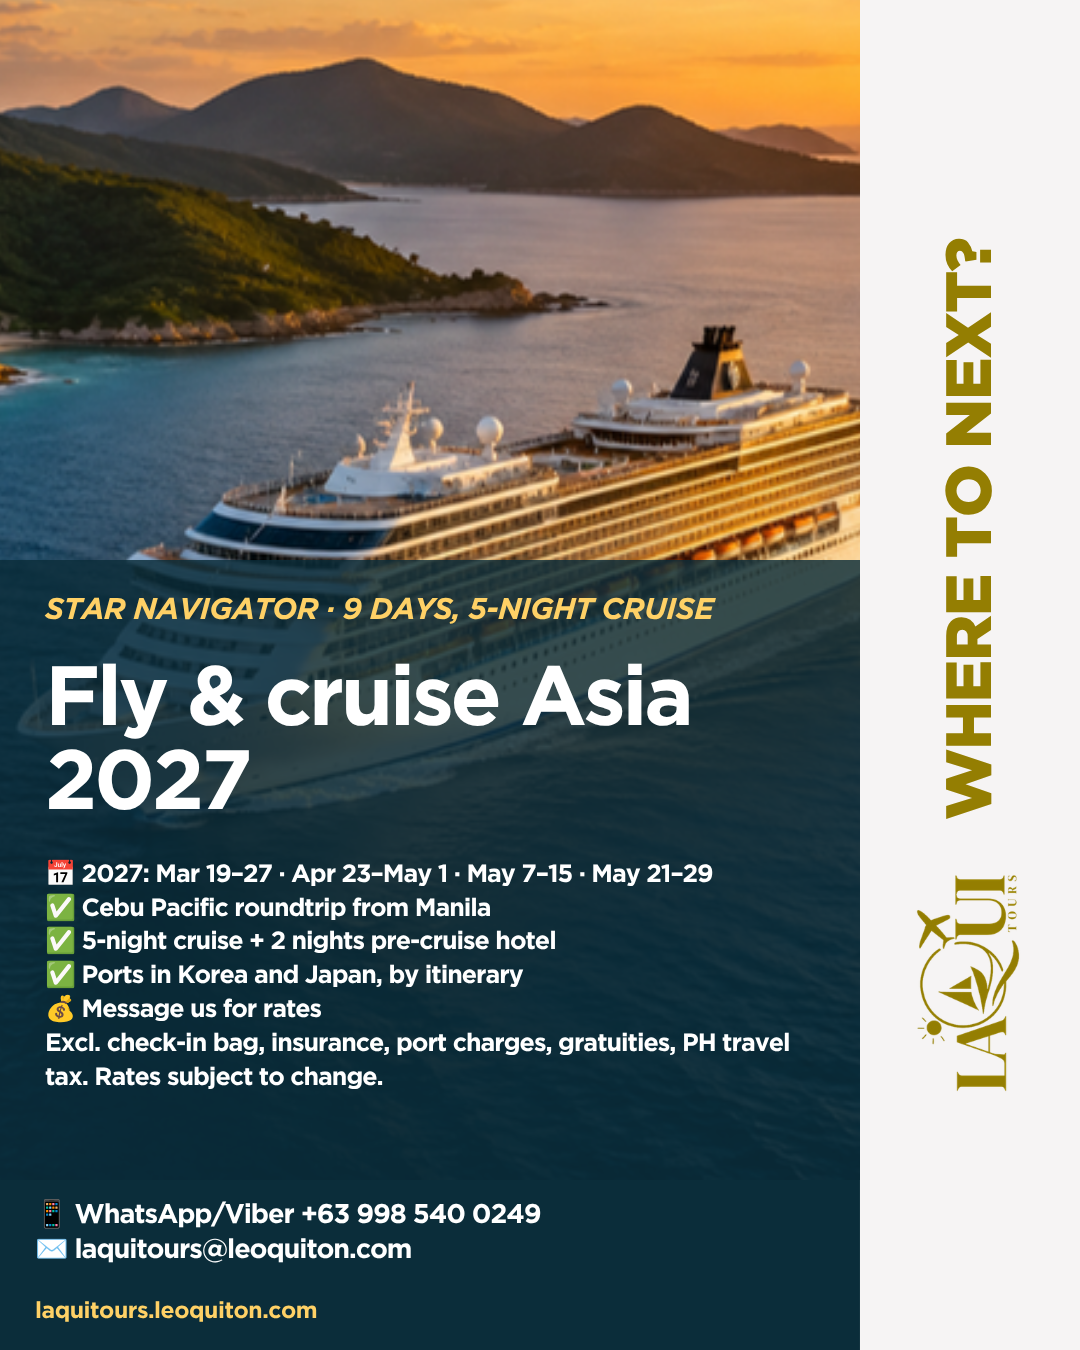 STAR NAVIGATOR · 9 DAYS, 5-NIGHT CRUISE
Fly & cruise Asia
2027
📅 2027: Mar 19–27 · Apr 23–May 1 · May 7–15 · May 21–29
✅ Cebu Pacific roundtrip from Manila
✅ 5-night cruise + 2 nights pre-cruise hotel
✅ Ports in Korea and Japan, by itinerary
💰 Message us for rates
Excl. check-in bag, insurance, port charges, gratuities, PH travel
tax. Rates subject to change.
📱 WhatsApp/Viber +63 998 540 0249
✉️ laquitours@leoquiton.com
laquitours.leoquiton.com
WHERE TO NEXT?
LAQUI
TOURS